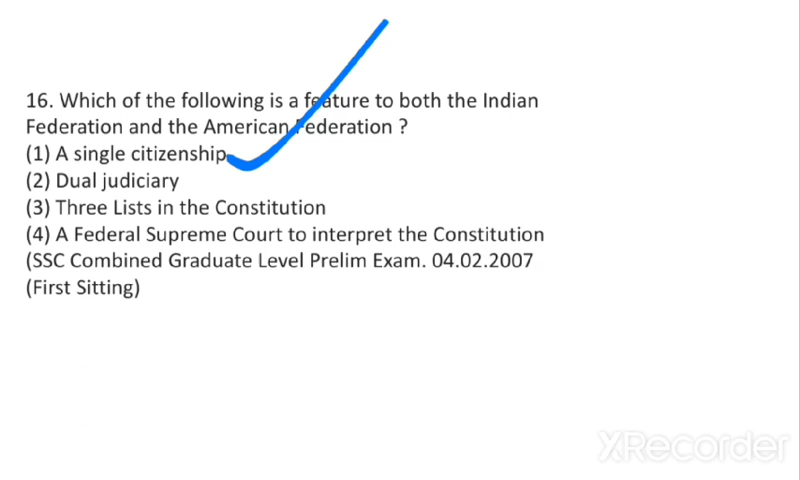 16. Which of the following is a feature to both the Indian
Federation and the American Federation ?
(1) A single citizenship
(2) Dual judiciary
(3) Three Lists in the Constitution
(4) A Federal Supreme Court to interpret the Constitution
(SSC Combined Graduate Level Prelim Exam. 04.02.2007
(First Sitting)
XRecorder